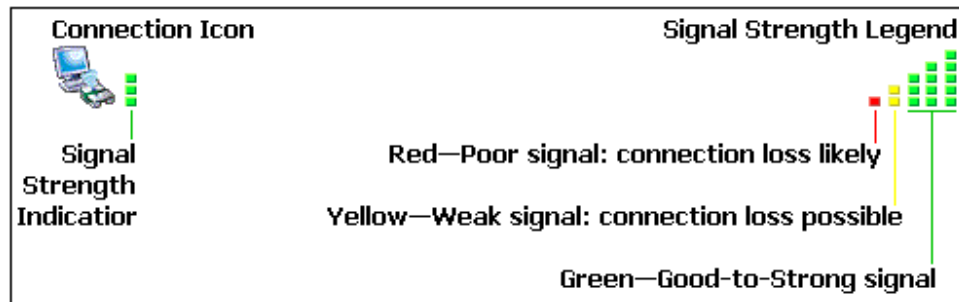 Connection Icon
Signal Strength Legend
Signal
Strength
Indicatior
Red—Poor signal: connection loss likely
Yellow—Weak signal: connection loss possible
Green—Good-to-Strong signal